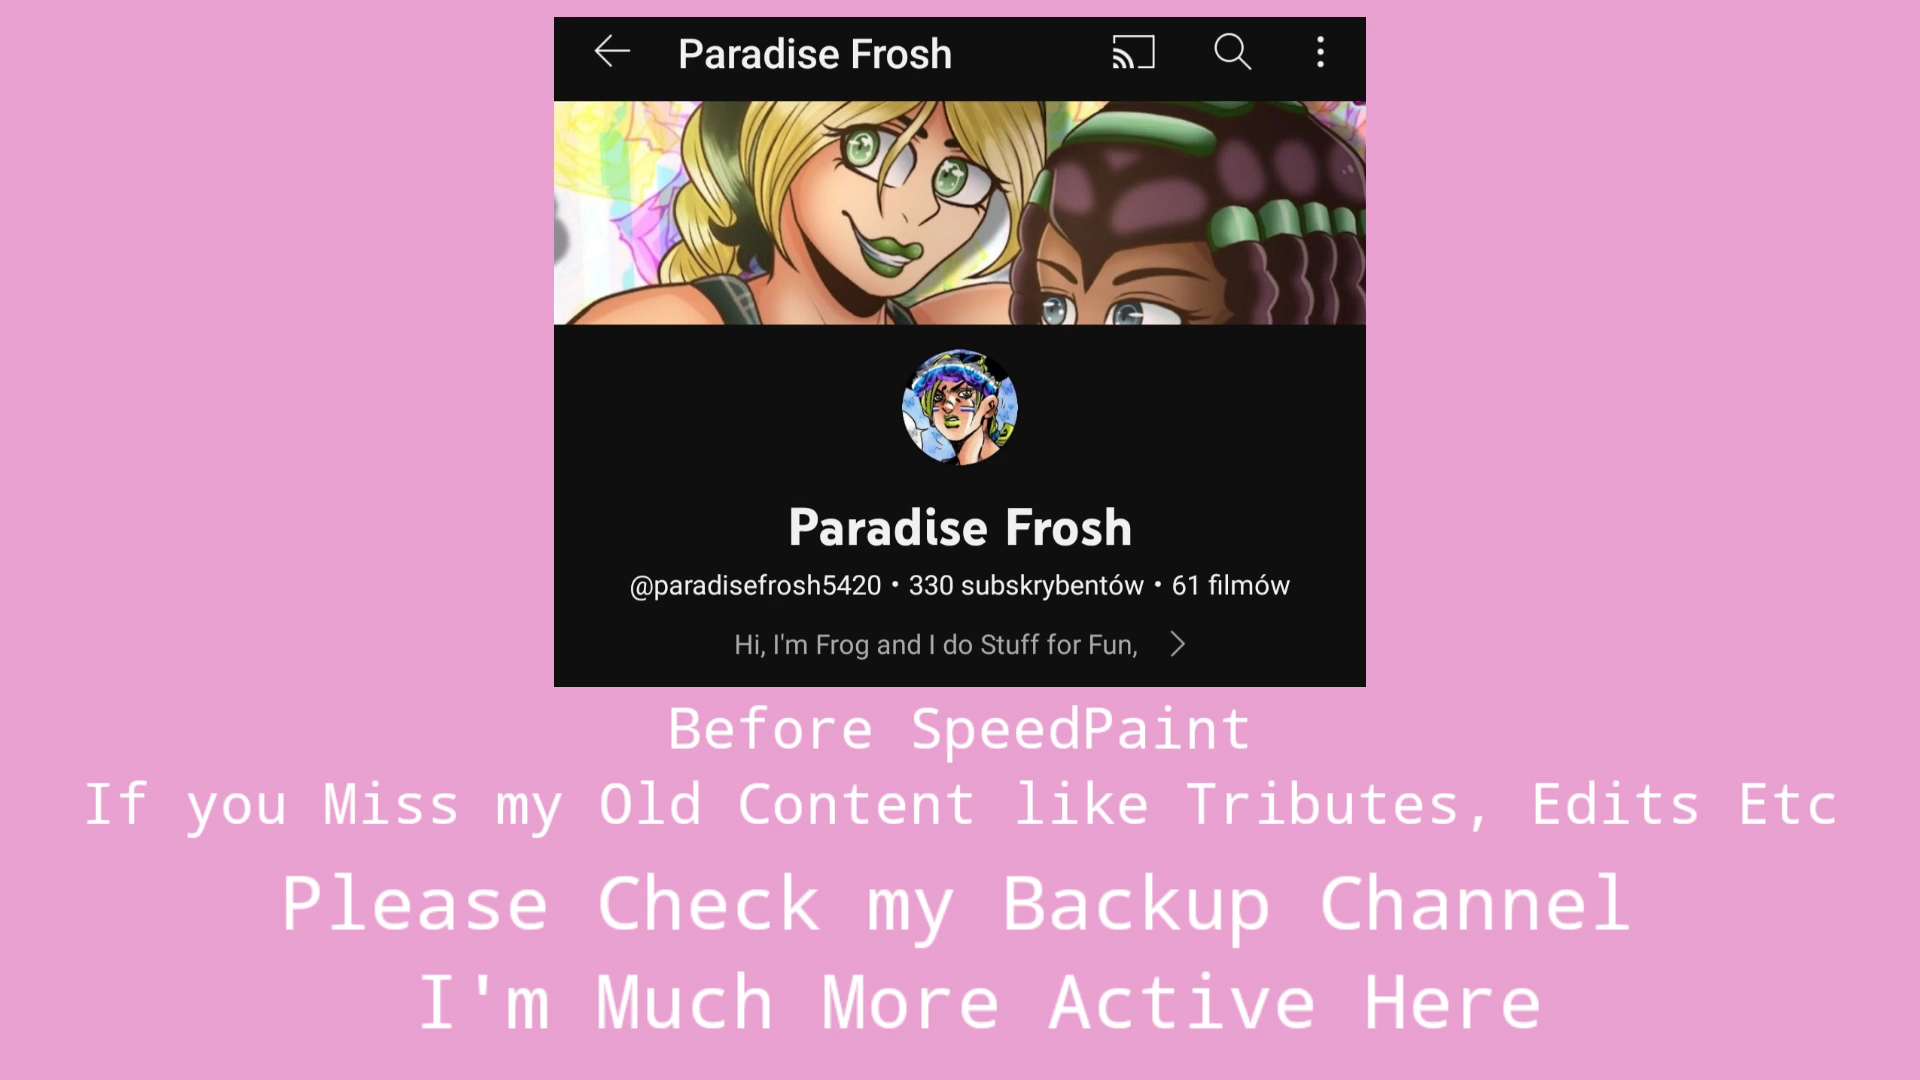 Paradise Frosh
Paradise Frosh
@paradisefrosh5420 • 330 subskrybentów • 61 filmów
Hi, I'm Frog and I do Stuff for Fun,
Before SpeedPaint
If you Miss my Old Content like Tributes, Edits Etc
Please Check my Backup Channel
I'm Much More Active Here